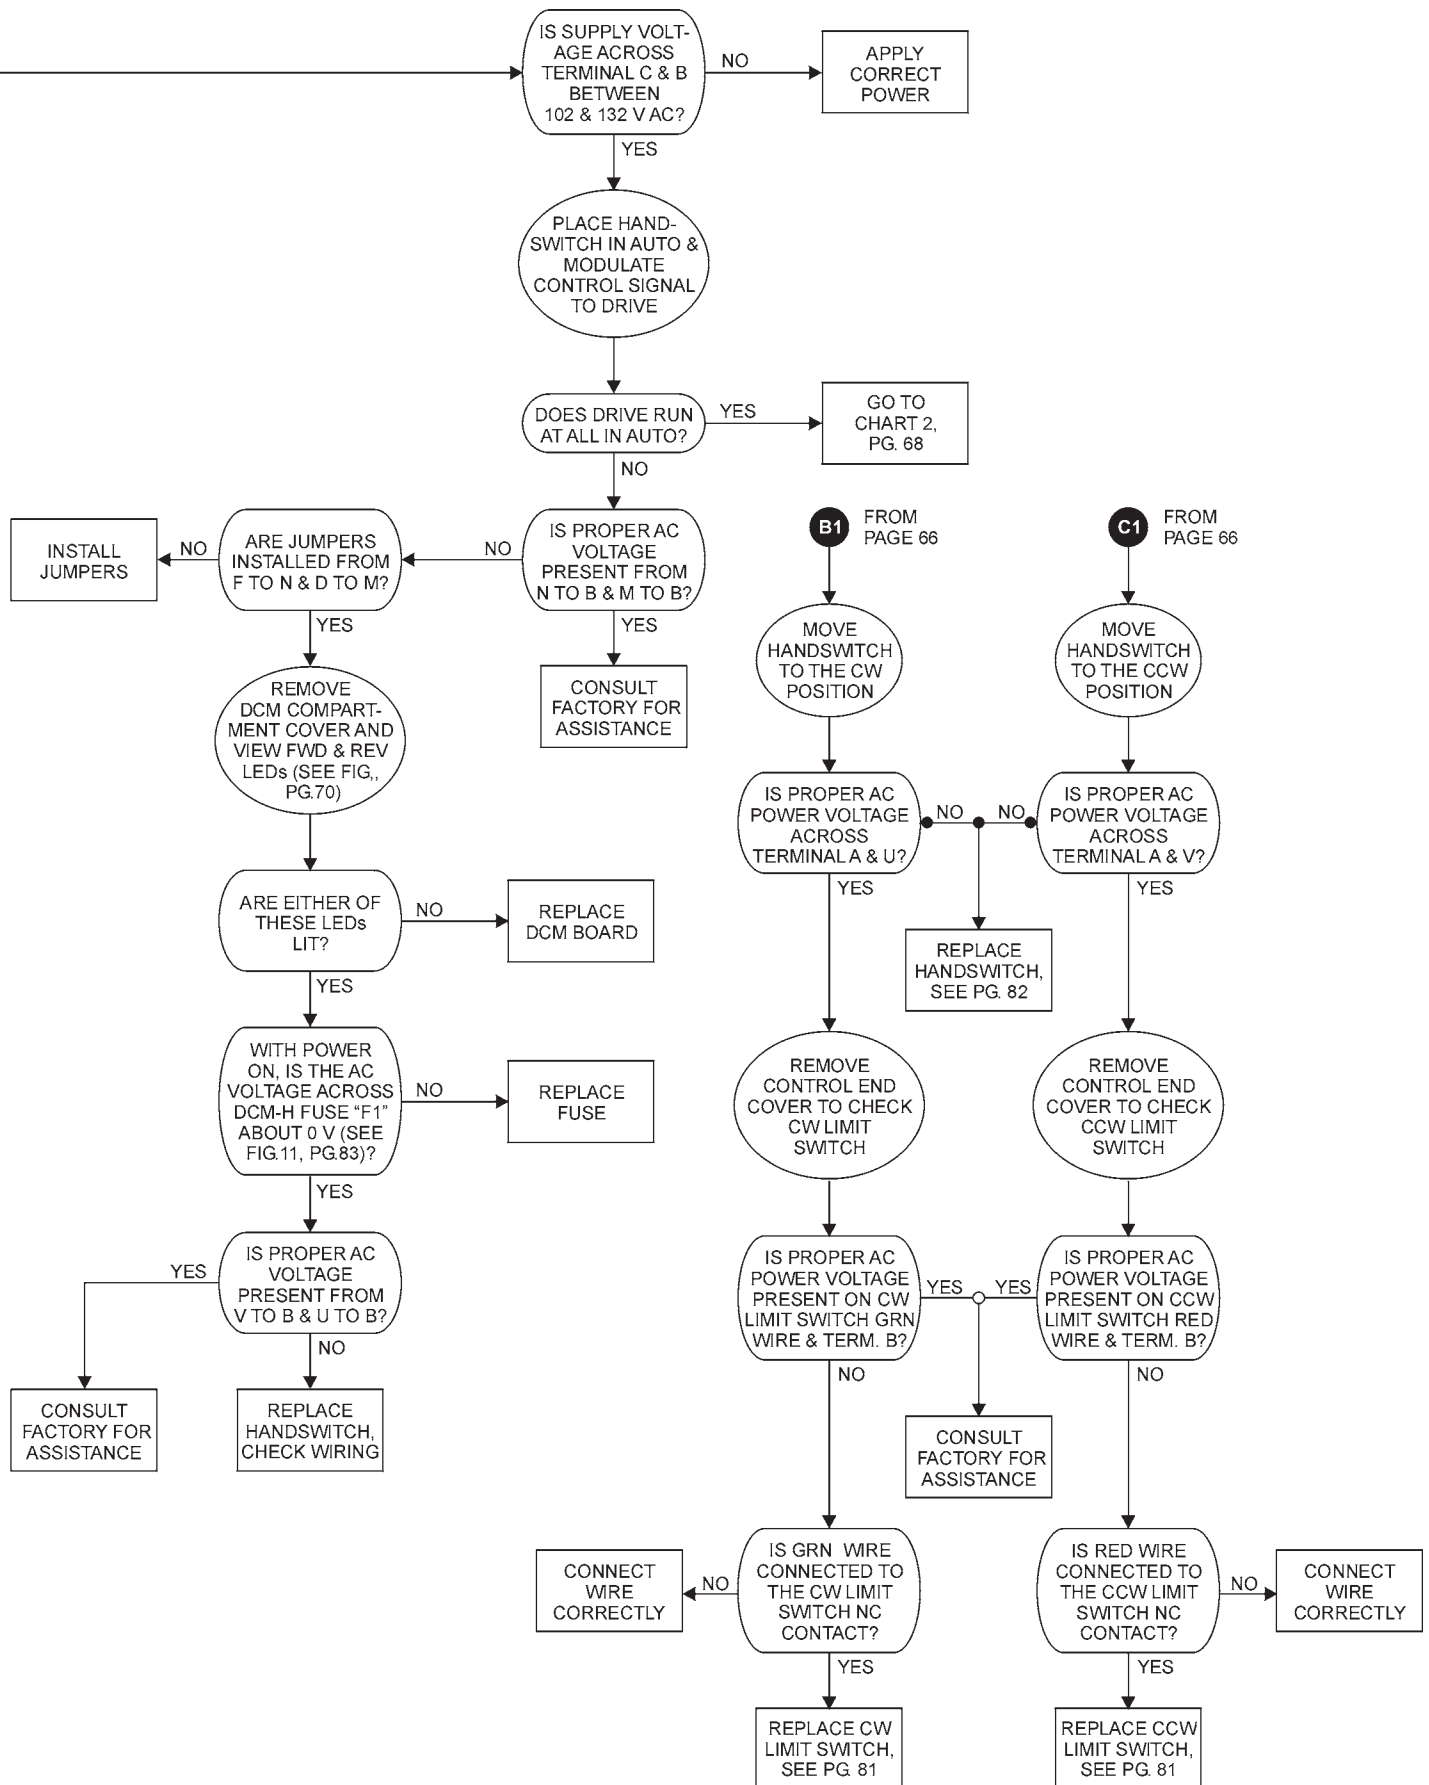 IS SUPPLY VOLT-
AGE ACROSS
TERMINAL C & B
BETWEEN
102 & 132 V AC?
NO
APPLY
CORRECT
POWER
YES
PLACE HAND-
SWITCH IN AUTO &
MODULATE
CONTROL SIGNAL
TO DRIVE
DOES DRIVE RUN
AT ALL IN AUTO?
YES
GO TO
CHART 2,
PG. 68
NO
IS PROPER AC
VOLTAGE
PRESENT FROM
N TO B & M TO B?
NO
ARE JUMPERS
INSTALLED FROM
F TO N & D TO M?
NO
INSTALL
JUMPERS
YES
CONSULT
FACTORY FOR
ASSISTANCE
YES
REMOVE
DCM COMPART-
MENT COVER AND
VIEW FWD & REV
LEDs (SEE FIG,,
PG.70)
ARE EITHER OF
THESE LEDs
LIT?
NO
REPLACE
DCM BOARD
YES
WITH POWER
ON, IS THE AC
VOLTAGE ACROSS
DCM-H FUSE “F1”
ABOUT 0 V (SEE
FIG.11, PG.83)?
NO
REPLACE
FUSE
YES
IS PROPER AC
VOLTAGE
PRESENT FROM
V TO B & U TO B?
YES
CONSULT
FACTORY FOR
ASSISTANCE
NO
REPLACE
HANDSWITCH,
CHECK WIRING
B1
FROM
PAGE 66
MOVE
HANDSWITCH
TO THE CW
POSITION
IS PROPER AC
POWER VOLTAGE
ACROSS
TERMINAL A & U?
NO
YES
REMOVE
CONTROL END
COVER TO CHECK
CW LIMIT
SWITCH
IS PROPER AC
POWER VOLTAGE
PRESENT ON CW
LIMIT SWITCH GRN
WIRE & TERM. B?
YES
NO
IS GRN WIRE
CONNECTED TO
THE CW LIMIT
SWITCH NC
CONTACT?
NO
CONNECT
WIRE
CORRECTLY
YES
REPLACE CW
LIMIT SWITCH,
SEE PG. 81
REPLACE
HANDSWITCH,
SEE PG. 82
CONSULT
FACTORY FOR
ASSISTANCE
C1
FROM
PAGE 66
MOVE
HANDSWITCH
TO THE CCW
POSITION
IS PROPER AC
POWER VOLTAGE
ACROSS
TERMINAL A & V?
NO
YES
REMOVE
CONTROL END
COVER TO CHECK
CCW LIMIT
SWITCH
IS PROPER AC
POWER VOLTAGE
PRESENT ON CCW
LIMIT SWITCH RED
WIRE & TERM. B?
YES
NO
IS RED WIRE
CONNECTED TO
THE CCW LIMIT
SWITCH NC
CONTACT?
NO
CONNECT
WIRE
CORRECTLY
YES
REPLACE CCW
LIMIT SWITCH,
SEE PG. 81